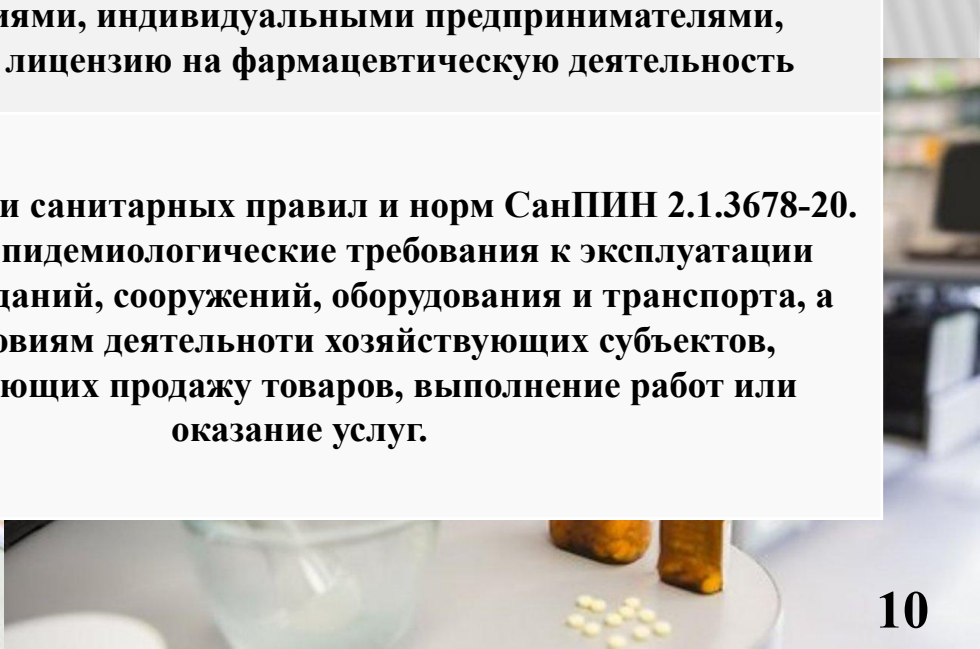 иями, индивидуальными предпринимателями,
лицензию на фармацевтическую деятельность
и санитарных правил и норм СанПИН 2.1.3678-20.
пидемиологические требования к эксплуатации
даний, сооружений, оборудования и транспорта, а
овиям деятельноти хозяйствующих субъектов,
ющих продажу товаров, выполнение работ или
оказание услуг.
10